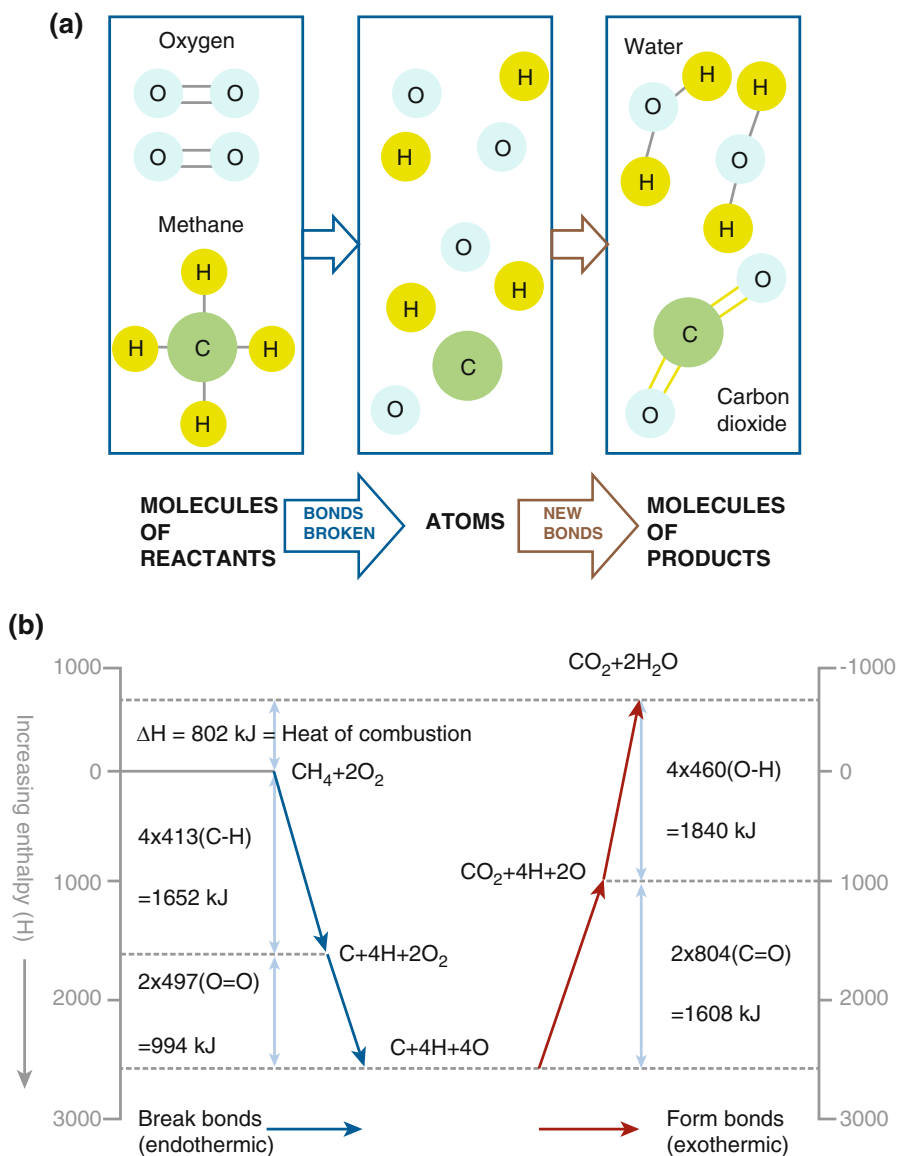 (a)
Oxygen
O O
O O
Methane
H
H C H
H
H
O
H
O
O
H
H
C
O
Water
H
H
O
O
H
H
O
C
O
Carbon
dioxide
MOLECULES
OF
REACTANTS
BONDS
BROKEN
ATOMS
NEW
BONDS
MOLECULES
OF
PRODUCTS
(b)
Increasing enthalpy (H)
1000
0
1000
2000
3000
ΔH = 802 kJ = Heat of combustion
CH₄+2O₂
4x413(C-H)
=1652 kJ
C+4H+2O₂
2x497(O=O)
=994 kJ
C+4H+4O
CO₂+2H₂O
4x460(O-H)
=1840 kJ
CO₂+4H+2O
2x804(C=O)
=1608 kJ
-1000
0
1000
2000
-3000
Break bonds
(endothermic)
Form bonds
(exothermic)